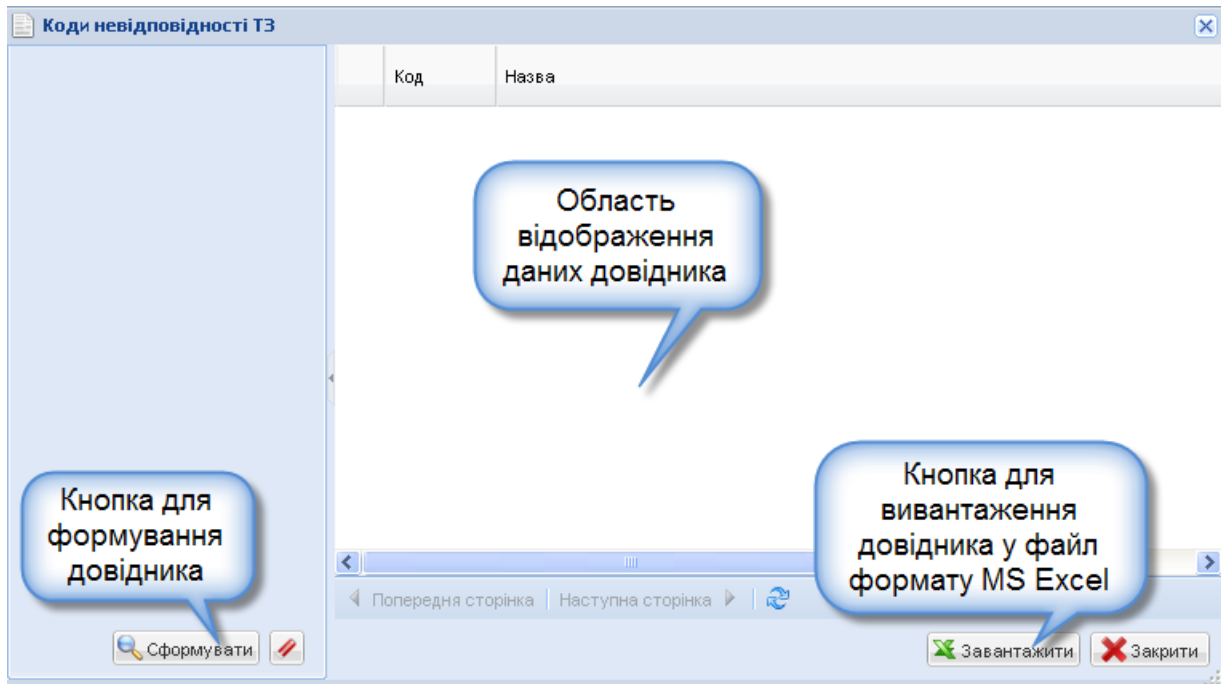 Коди невідповідності ТЗ
Код Назва
Область
відображення
даних довідника
Кнопка для
формування
довідника
Кнопка для
вивантаження
довідника у файл
формату MS Excel
Попередня сторінка Наступна сторінка
Сформувати
Завантажити Закрити